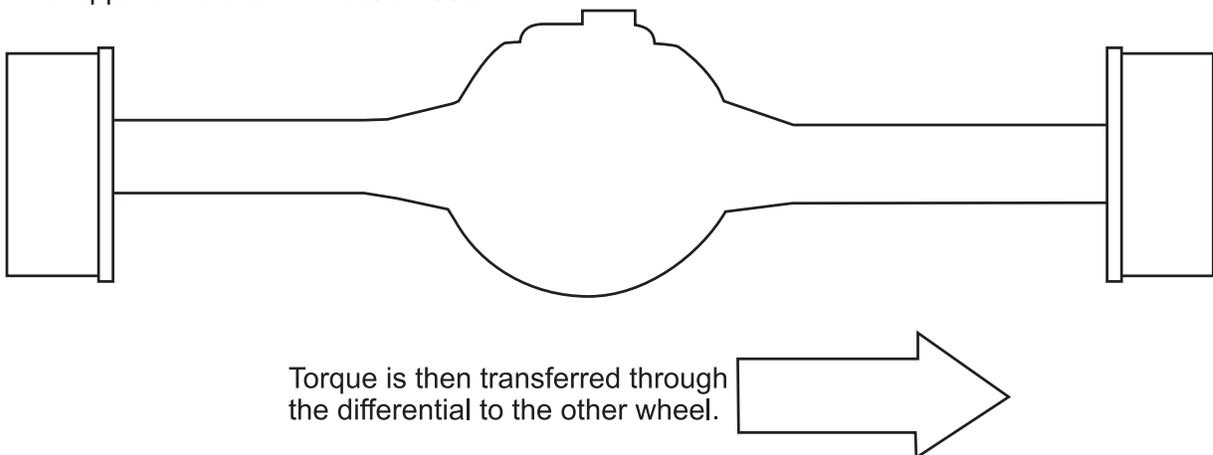 Torque is then transferred through
the differential to the other wheel.